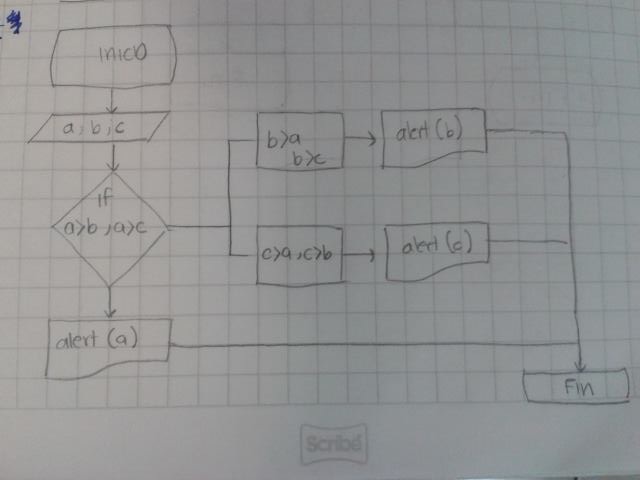 inicio
a, b, c
if
a>b, a>c
b>a
b>c
alert (b)
c>a, c>b
alert (c)
alert (a)
Fin
Scribe